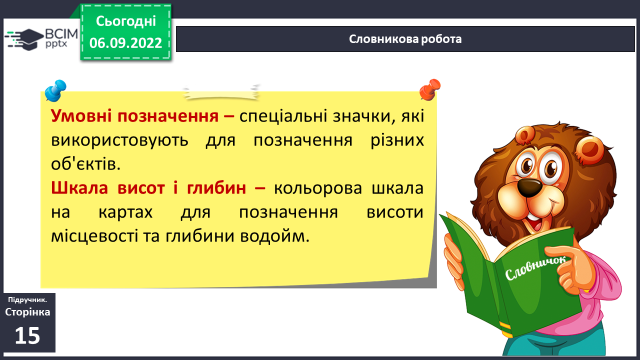 Сьогодні
06.09.2022
BCIM
pptx
Словникова робота
Умовні позначення – спеціальні значки, які
використовують для позначення різних
об'єктів.
Шкала висот і глибин – кольорова шкала
на картах для позначення висоти
місцевості та глибини водойм.
Словничок
Підручник.
Сторінка
15